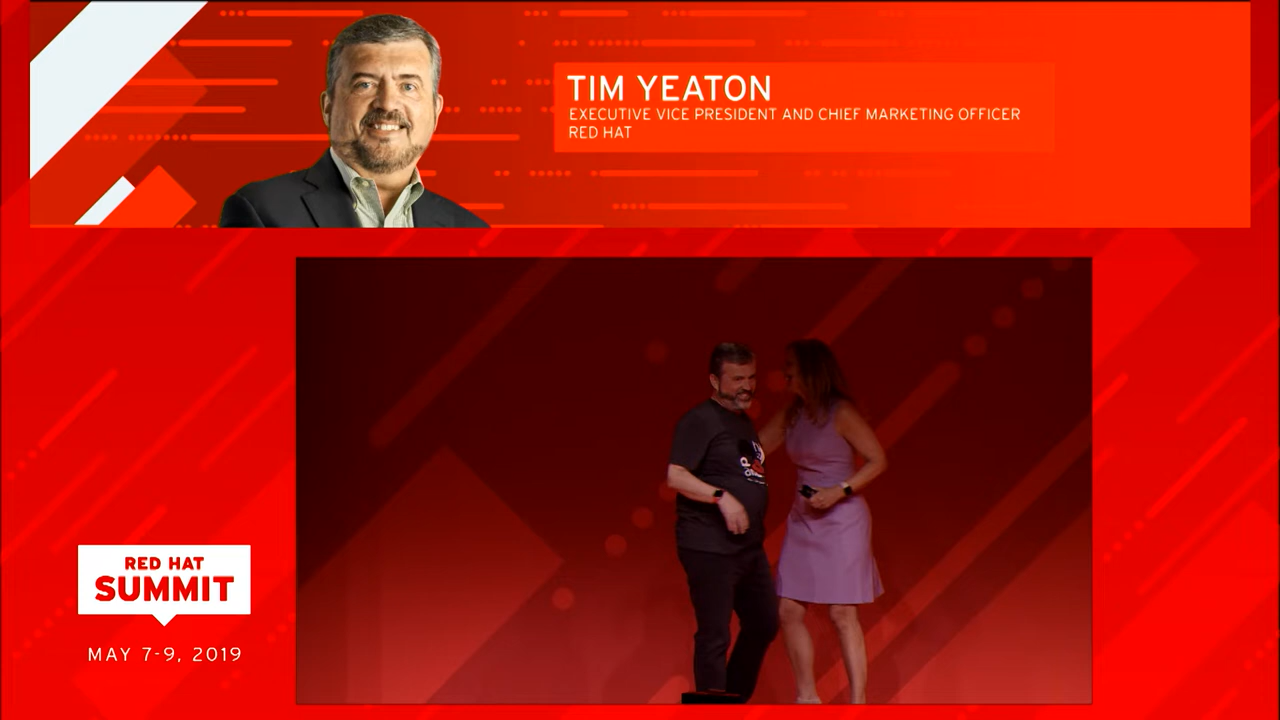 TIM YEATON
EXECUTIVE VICE PRESIDENT AND CHIEF MARKETING OFFICER
RED HAT
RED HAT
SUMMIT
MAY 7-9, 2019